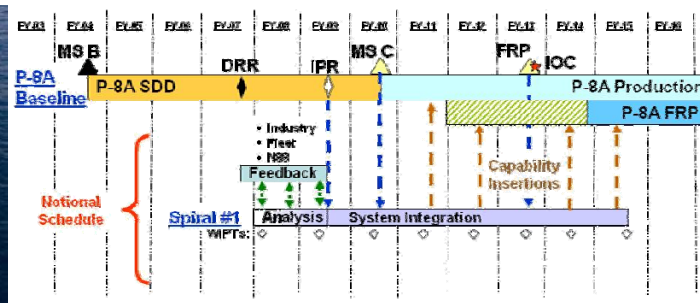 FY-03 FY-04 FY-05 FY-06 FY-07 FY-08 FY-09 FY-10 FY-11 FY-12 FY-13 FY-14 FY-15 FY-16
MS B DRR IPR MS C FRP IOC
P-8A
Baseline
P-8A SDD
P-8A Production
P-8A FRP
• Industry
• Fleet
• N88
Feedback
Capability
Insertions
Notional
Schedule
Spiral #1
Analysis
System Integration
WIPTs: